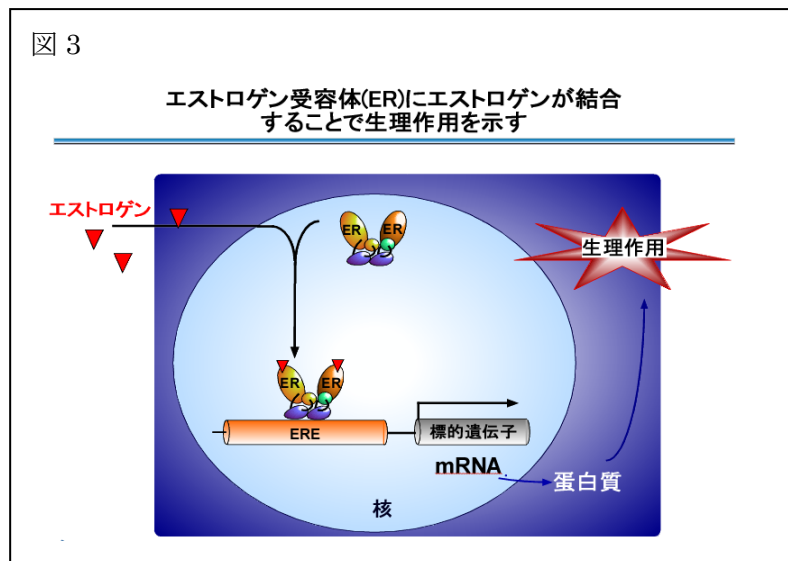 図 3
エストロゲン受容体(ER)にエストロゲンが結合
することで生理作用を示す
エストロゲン
ER
ER
生理作用
ER
ER
ERE
標的遺伝子
mRNA
蛋白質
核